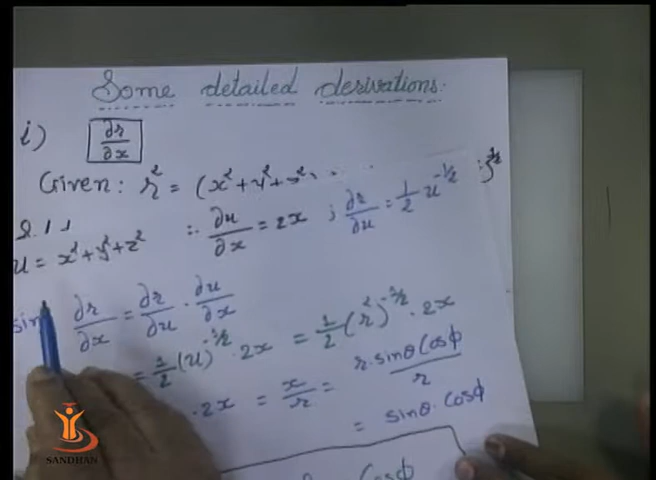 Some detailed derivations.
i) ∂r/∂x
Given: r² = (x²+y²+z²)
u = x²+y²+z² ∴ ∂u/∂x = 2x ; ∂r/∂u = 1/2 u^-1/2
∂r/∂x = ∂r/∂u · ∂u/∂x
= 1/2 (u)^-1/2 · 2x = 1/2 (r²)^-1/2 · 2x
· 2x = x/r = r·sinθ Cosϕ / r
= sinθ · Cosϕ
Cosϕ
SANDHAN